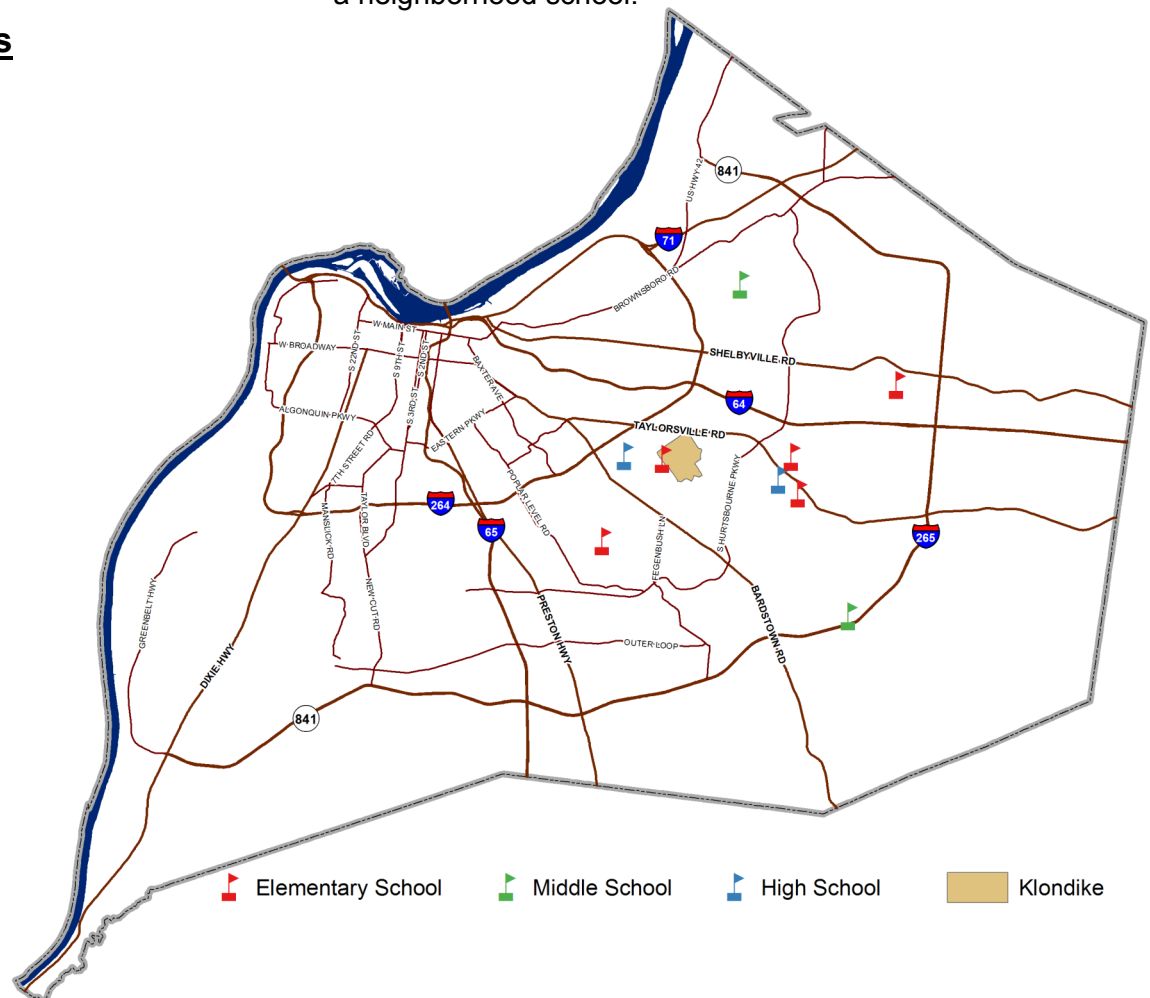 a neighborhood school.
s
US HWY 42
841
71
BROWNSBORO RD
W MAIN ST
W BROADWAY
S 22ND ST
S 9TH ST
S 2ND ST
BAXTER AVE
SHELBYVILLE RD
S 3RD ST
64
ALGONQUIN PKWY
EASTERN PKWY
TAYLORSVILLE RD
7TH STREET RD
POPLAR LEVEL RD
S HURTSBOURNE PKWY
264
MANSLICK RD
TAYLOR BLVD
65
FEGENBUSH LN
265
GREENBELT HWY
NEW CUT RD
PRESTON HWY
BARDSTOWN RD
OUTER LOOP
DIXIE HWY
841
Elementary School
Middle School
High School
Klondike